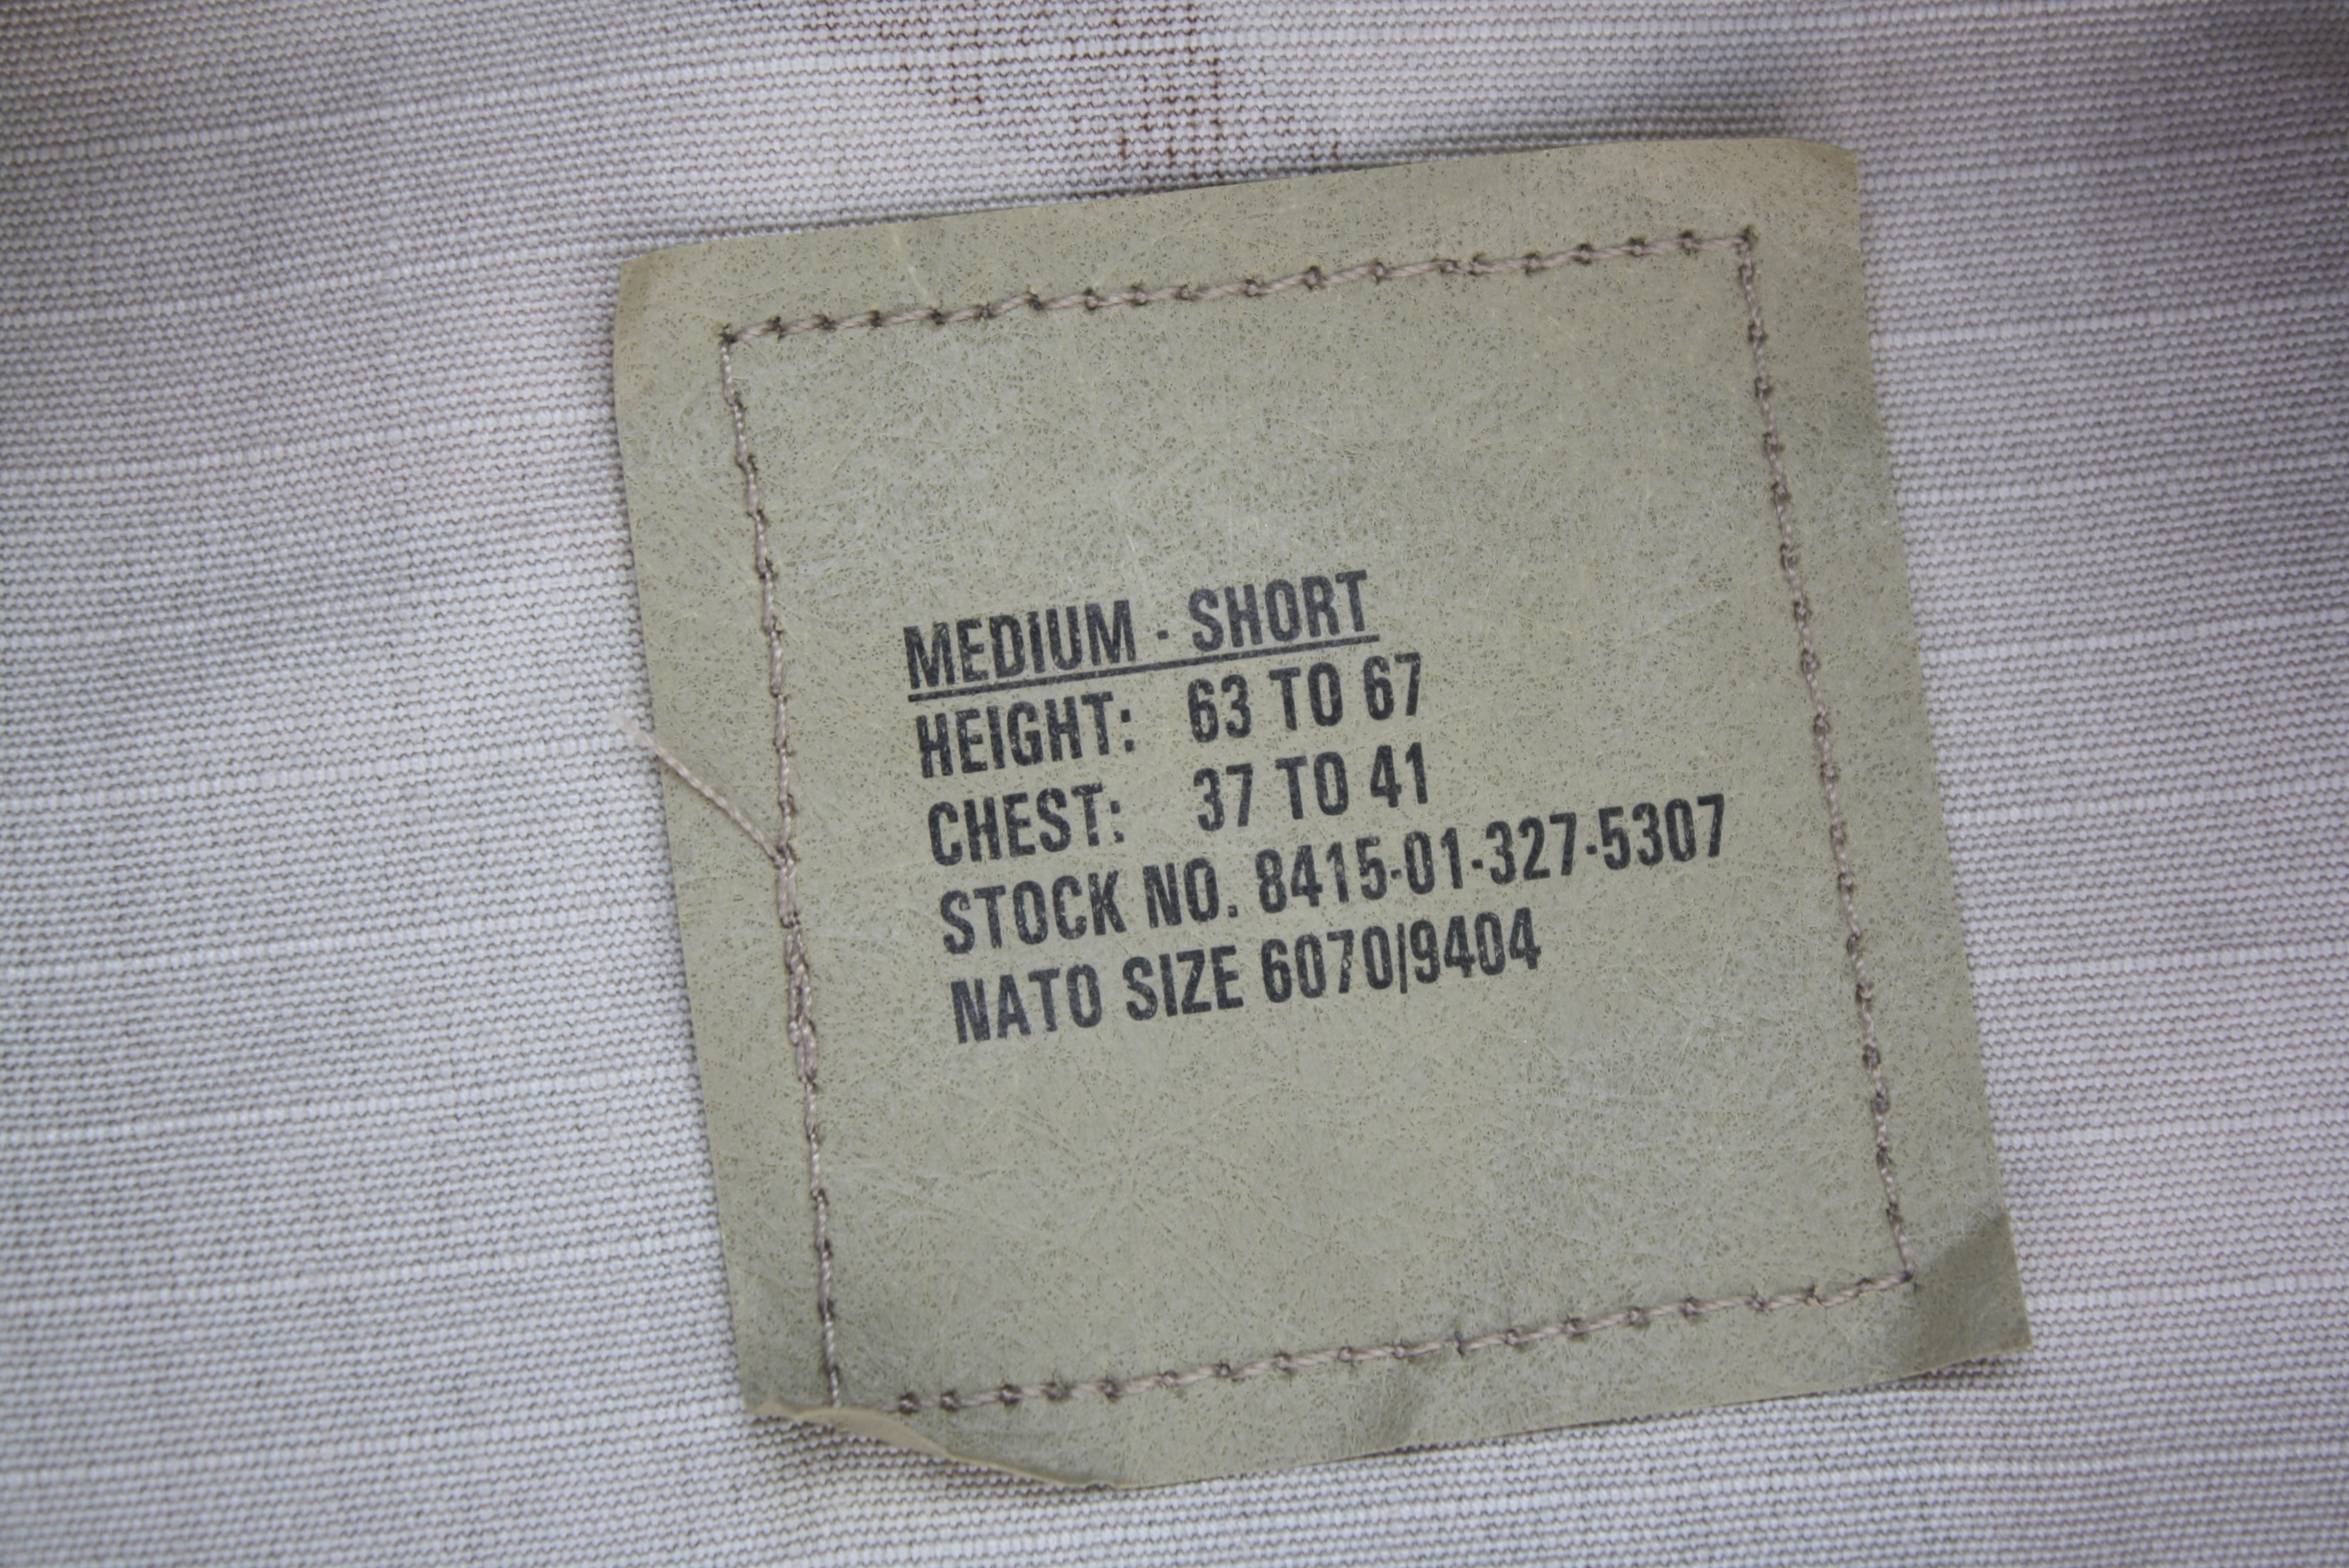 MEDIUM - SHORT
HEIGHT: 63 TO 67
CHEST: 37 TO 41
STOCK NO. 8415-01-327-5307
NATO SIZE 6070/9404